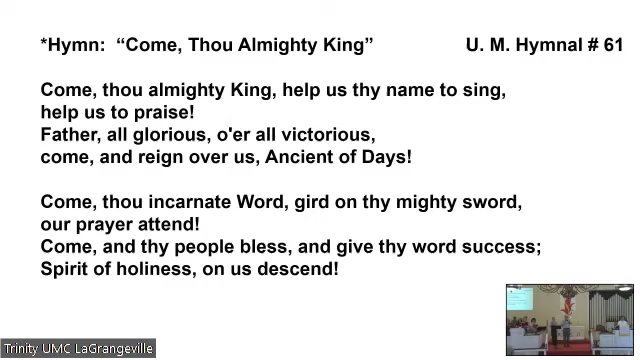 *Hymn:  “Come, Thou Almighty King”  U. M. Hymnal # 61
Come, thou almighty King, help us thy name to sing,
help us to praise!
Father, all glorious, o'er all victorious,
come, and reign over us, Ancient of Days!
Come, thou incarnate Word, gird on thy mighty sword,
our prayer attend!
Come, and thy people bless, and give thy word success;
Spirit of holiness, on us descend!
Trinity UMC LaGrangeville